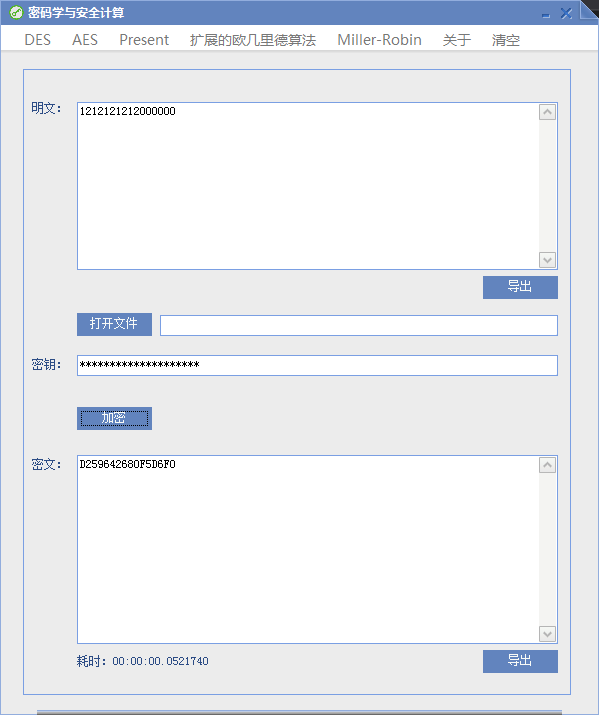 密码学与安全计算
DES AES Present 扩展的欧几里德算法 Miller-Robin 关于 清空
明文：
1212121212000000
导出
打开文件
密钥：
********************
加密
密文：
D259642680F5D6F0
耗时：00:00:00.0521740
导出